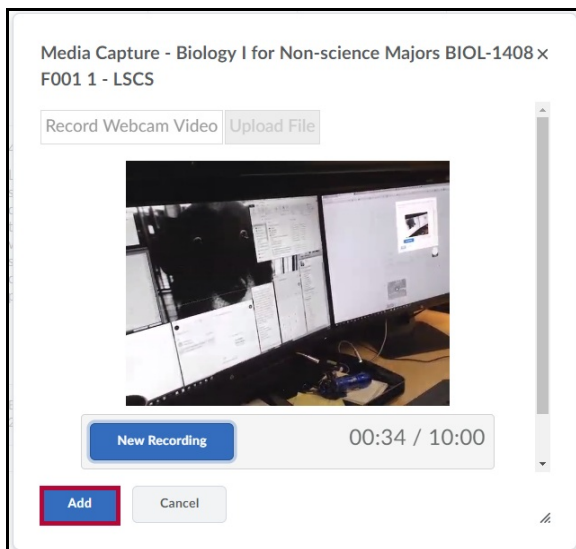 Media Capture - Biology I for Non-science Majors BIOL-1408 ×
F001 1 - LSCS
Record Webcam Video Upload File
New Recording 00:34 / 10:00
Add Cancel